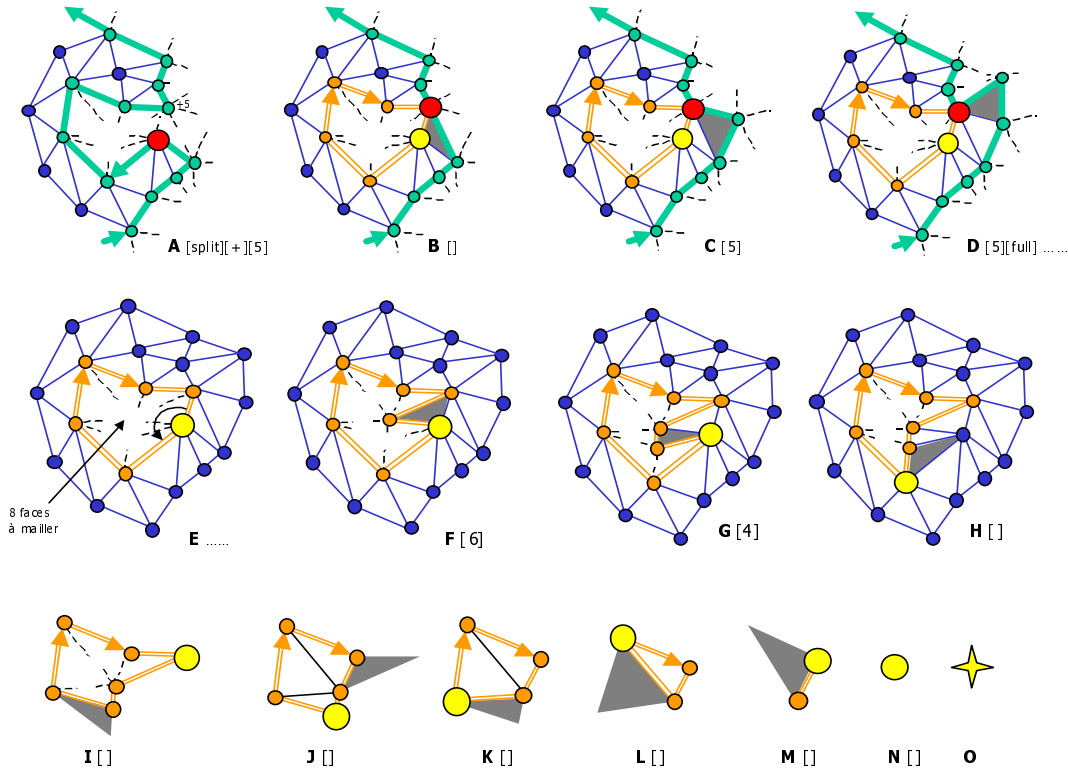 +5
A [split][+][5]
B []
C [5]
D [5][full] ......
8 faces
à mailler
E ......
F [6]
G [4]
H []
I []
J []
K []
L []
M []
N []
O